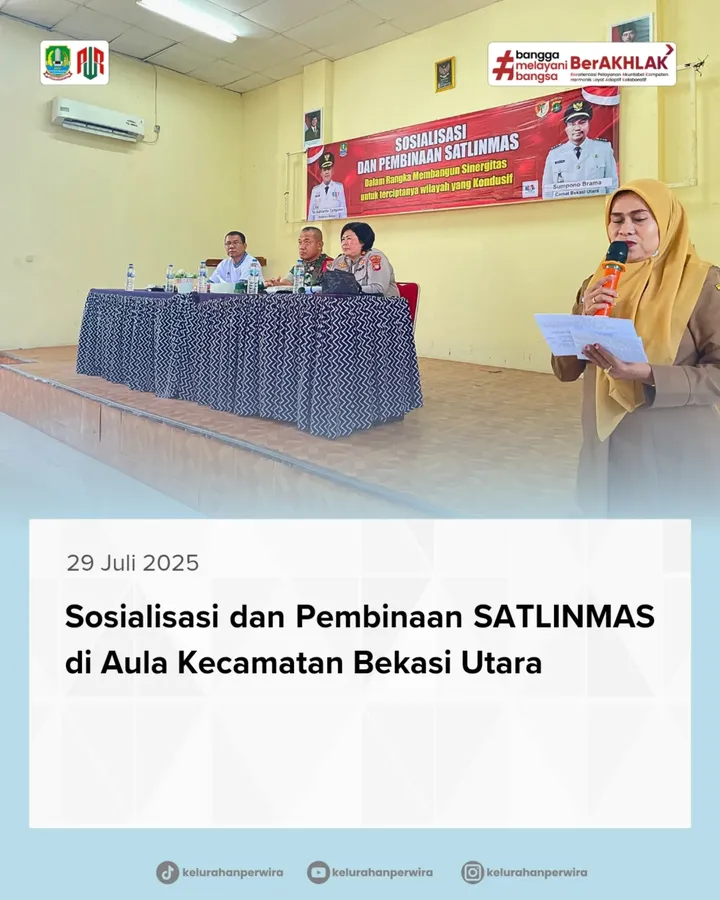 #bangga
melayani
bangsa
BerAKHLAK
SOSIALISASI
DAN PEMBINAAN SATLINMAS
Dalam Rangka Membangun Sinergitas
untuk terciptanya wilayah yang Kondusif
Sumpono Brama
Camat Bekasi Utara
29 Juli 2025
Sosialisasi dan Pembinaan SATLINMAS
di Aula Kecamatan Bekasi Utara
kelurahanperwira
kelurahanperwira
kelurahanperwira